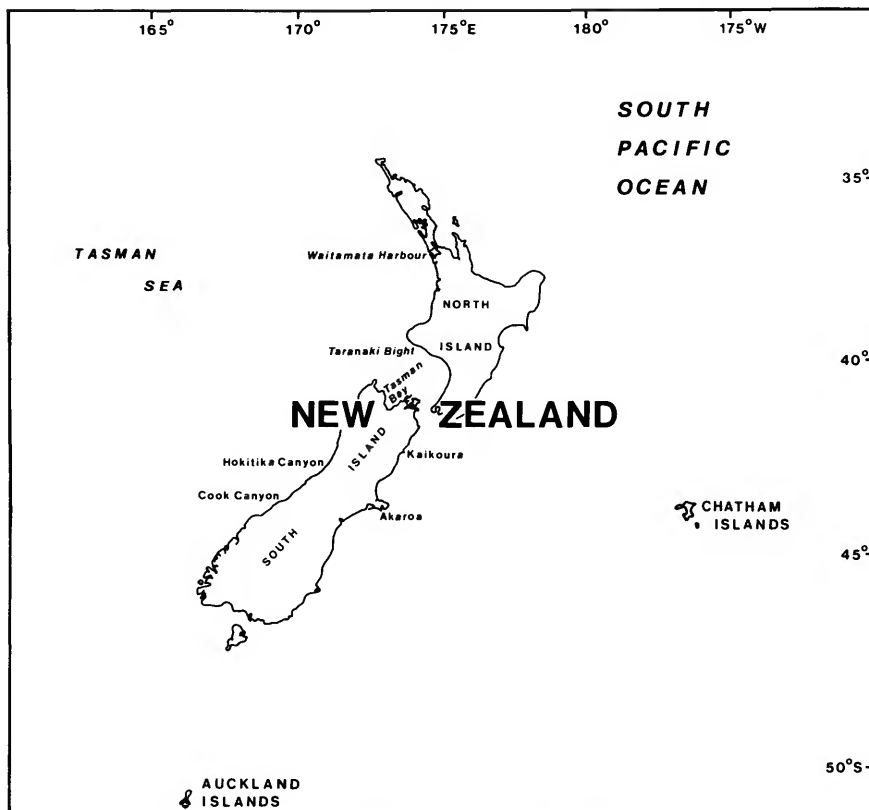 165° 170° 175°E 180° 175°W
SOUTH
PACIFIC
OCEAN
35°
TASMAN
SEA
Waitamata Harbour
NORTH
ISLAND
Taranaki Bight
40°
Tasman
Bay
NEW ZEALAND
ISLAND
Kaikoura
Hokitika Canyon
Cook Canyon
Akaroa
CHATHAM
ISLANDS
SOUTH
45°
50°S
AUCKLAND
ISLANDS